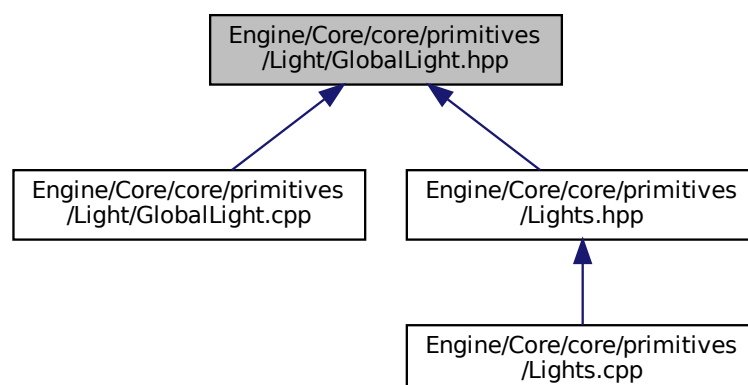 Engine/Core/core/primitives
/Light/GlobalLight.hpp
Engine/Core/core/primitives
/Light/GlobalLight.cpp
Engine/Core/core/primitives
/Lights.hpp
Engine/Core/core/primitives
/Lights.cpp